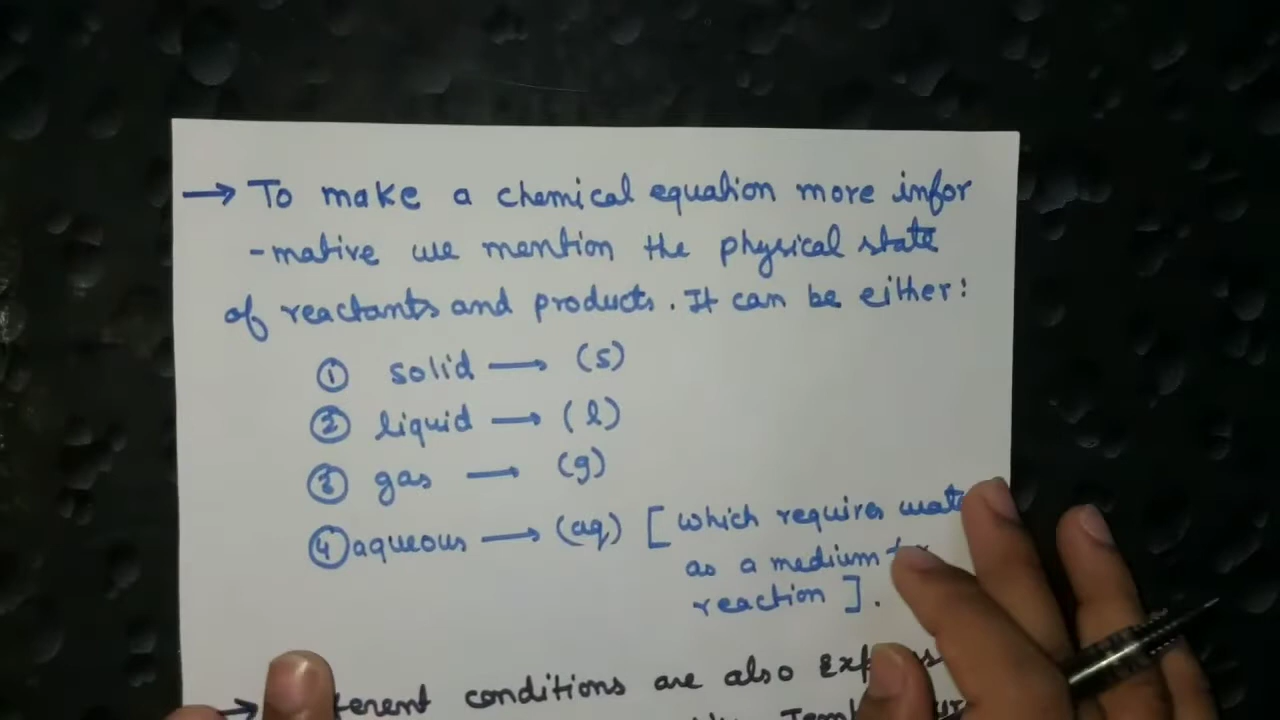 → To make a chemical equation more infor
-mative we mention the physical state
of reactants and products. It can be either:
① solid → (s)
② liquid → (l)
③ gas → (g)
④ aqueous → (aq) [which requires
as a medium
reaction].
→ conditions are also